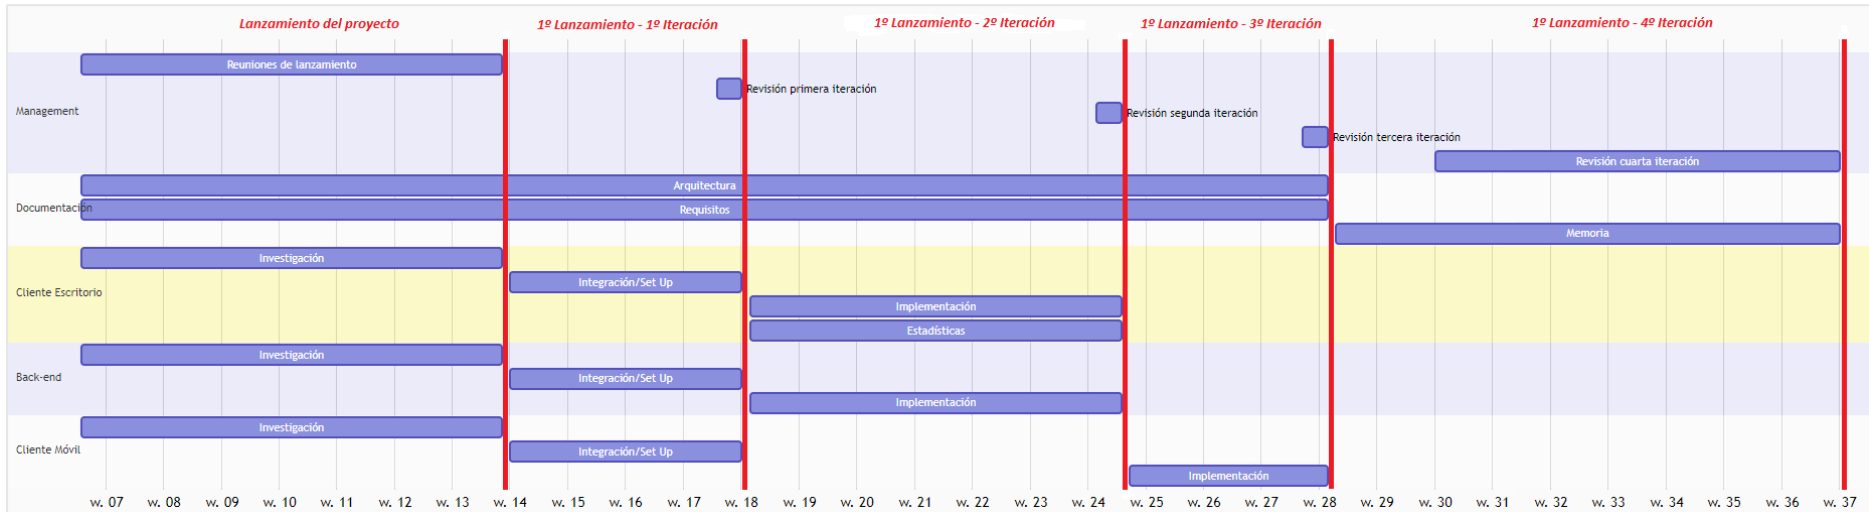 Lanzamiento del proyecto
1º Lanzamiento - 1º Iteración
1º Lanzamiento - 2º Iteración
1º Lanzamiento - 3º Iteración
1º Lanzamiento - 4º Iteración
Management
Reuniones de lanzamiento
Revisión primera iteración
Revisión segunda iteración
Revisión tercera iteración
Revisión cuarta iteración
Documentación
Arquitectura
Requisitos
Memoria
Cliente Escritorio
Investigación
Integración/Set Up
Implementación
Estadísticas
Back-end
Investigación
Integración/Set Up
Implementación
Cliente Móvil
Investigación
Integración/Set Up
Implementación
w. 07 w. 08 w. 09 w. 10 w. 11 w. 12 w. 13 w. 14 w. 15 w. 16 w. 17 w. 18 w. 19 w. 20 w. 21 w. 22 w. 23 w. 24 w. 25 w. 26 w. 27 w. 28 w. 29 w. 30 w. 31 w. 32 w. 33 w. 34 w. 35 w. 36 w. 37